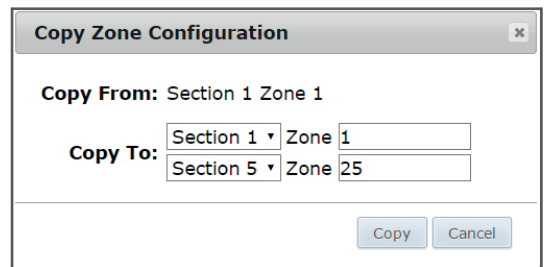 Copy Zone Configuration
Copy From: Section 1 Zone 1
Copy To:
Section 1 Zone 1
Section 5 Zone 25
Copy Cancel